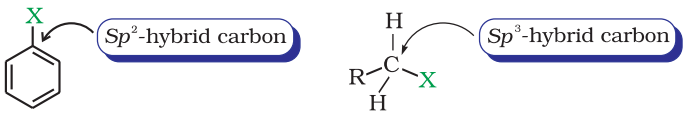 X
Sp²-hybrid carbon
H
Sp³-hybrid carbon
R C X
H